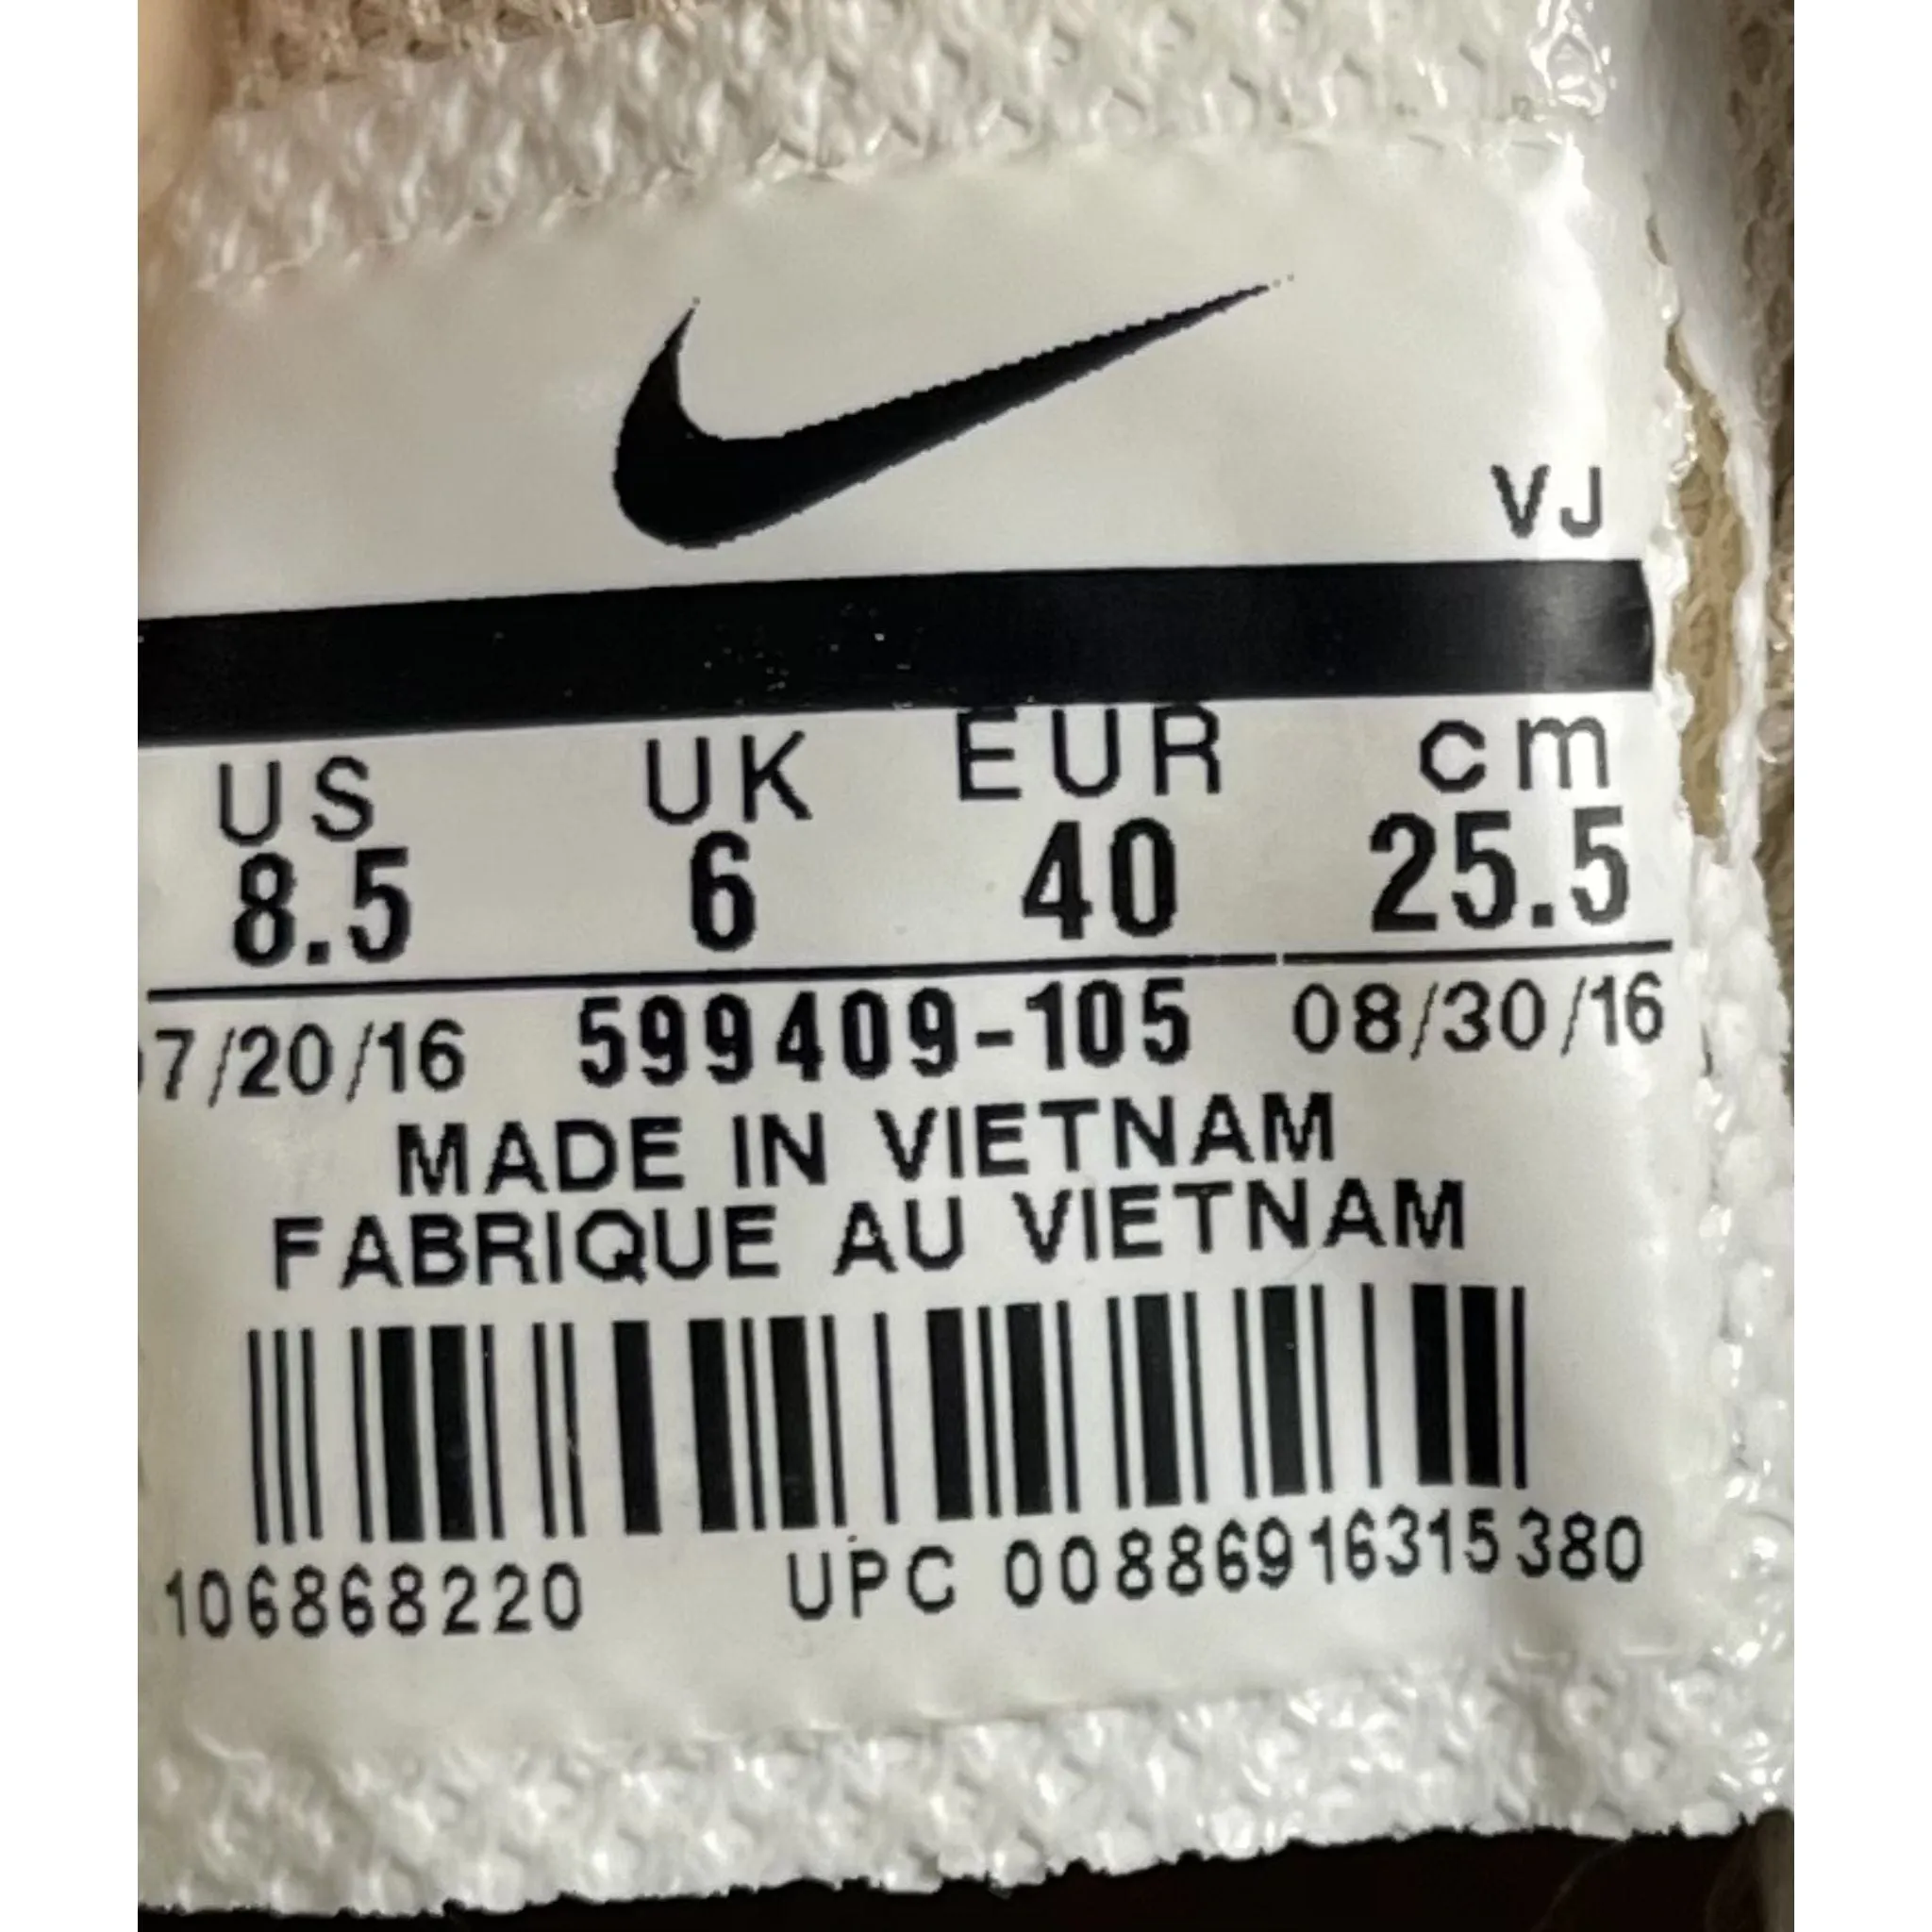 VJ
US UK EUR cm
8.5 6 40 25.5
7/20/16 599409-105 08/30/16
MADE IN VIETNAM
FABRIQUE AU VIETNAM
106868220 UPC 00886916315380